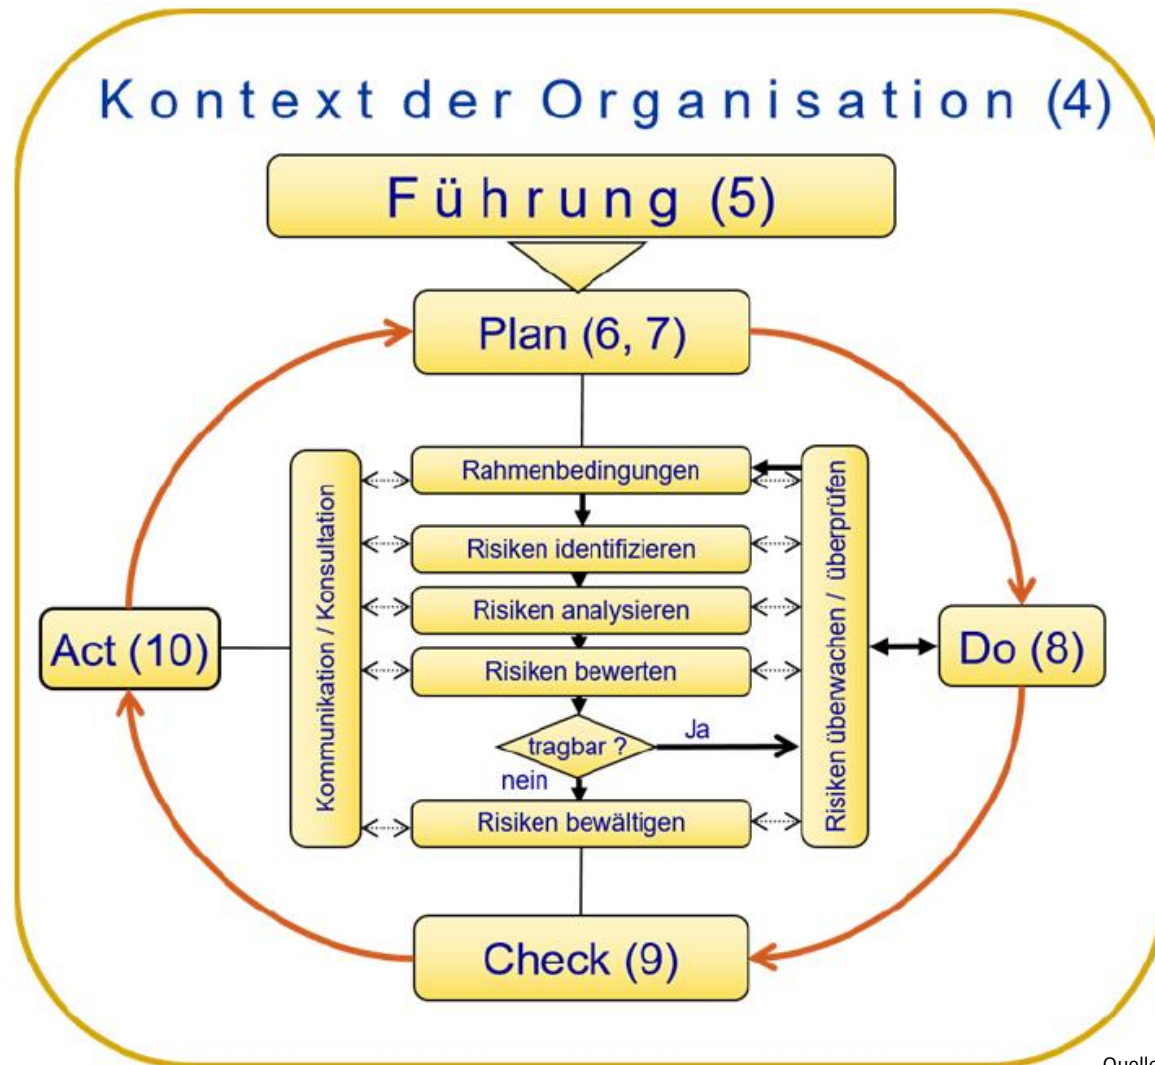 Kontext der Organisation (4)
Führung (5)
Plan (6, 7)
Rahmenbedingungen
Risiken identifizieren
Risiken analysieren
Risiken bewerten
tragbar ?
Ja
nein
Risiken bewältigen
Kommunikation / Konsultation
Risiken überwachen / überprüfen
Act (10)
Do (8)
Check (9)